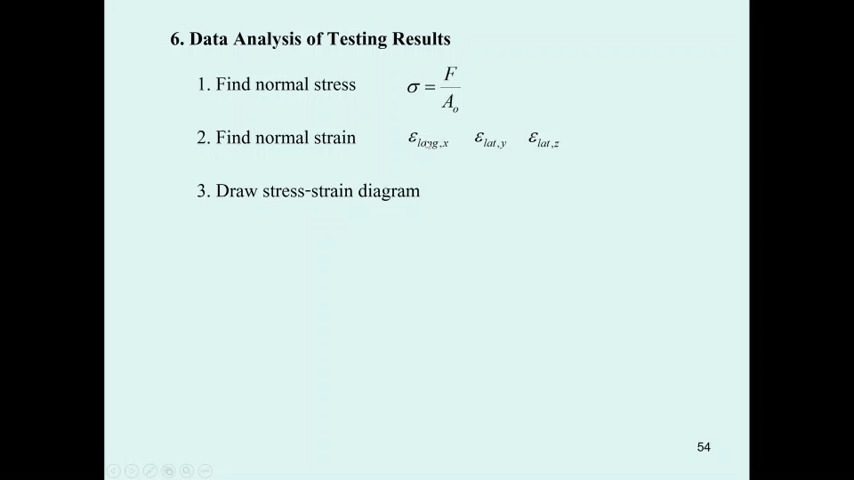 6. Data Analysis of Testing Results
1. Find normal stress σ = F / A_o
2. Find normal strain ε_long,x ε_lat,y ε_lat,z
3. Draw stress-strain diagram
54